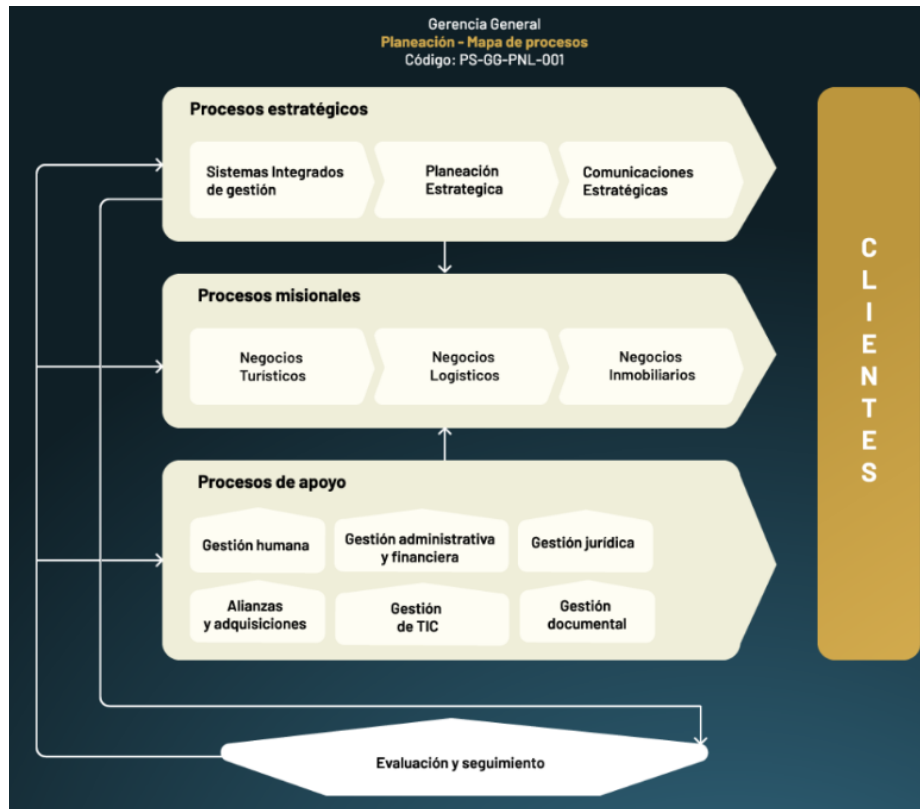 Gerencia General
Planeación - Mapa de procesos
Código: PS-GG-PNL-001
Procesos estratégicos
Sistemas Integrados
de gestión
Planeación
Estrategica
Comunicaciones
Estratégicas
Procesos misionales
Negocios
Turísticos
Negocios
Logísticos
Negocios
Inmobiliarios
Procesos de apoyo
Gestión humana
Gestión administrativa
y financiera
Gestión jurídica
Alianzas
y adquisiciones
Gestión
de TIC
Gestión
documental
Evaluación y seguimiento
CLIENTES